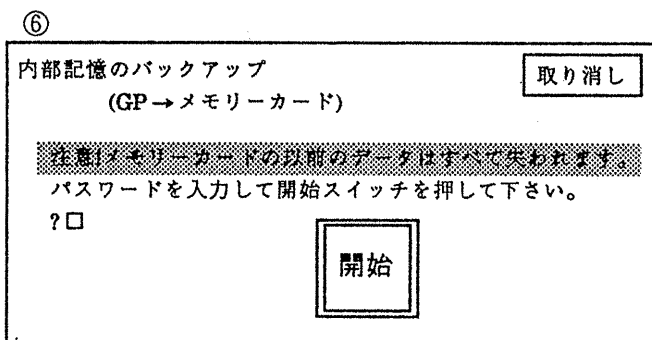 ⑥
内部記憶のバックアップ 取り消し
(GP→メモリーカード)
注意!メモリーカードの以前のデータはすべて失われます。
パスワードを入力して開始スイッチを押して下さい。
?□
開始